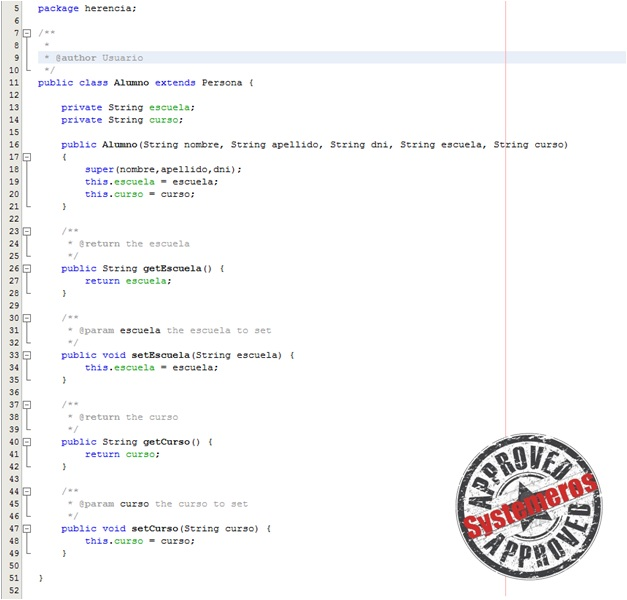 5 package herencia;
6
7 /**
8 *
9 * @author Usuario
10 */
11 public class Alumno extends Persona {
12
13 private String escuela;
14 private String curso;
15
16 public Alumno(String nombre, String apellido, String dni, String escuela, String curso)
17 {
18 super(nombre,apellido,dni);
19 this.escuela = escuela;
20 this.curso = curso;
21 }
22
23 /**
24 * @return the escuela
25 */
26 public String getEscuela() {
27 return escuela;
28 }
29
30 /**
31 * @param escuela the escuela to set
32 */
33 public void setEscuela(String escuela) {
34 this.escuela = escuela;
35 }
36
37 /**
38 * @return the curso
39 */
40 public String getCurso() {
41 return curso;
42 }
43
44 /**
45 * @param curso the curso to set
46 */
47 public void setCurso(String curso) {
48 this.curso = curso;
49 }
50
51 }
52
APPROVED
Systemeros
APPROVED